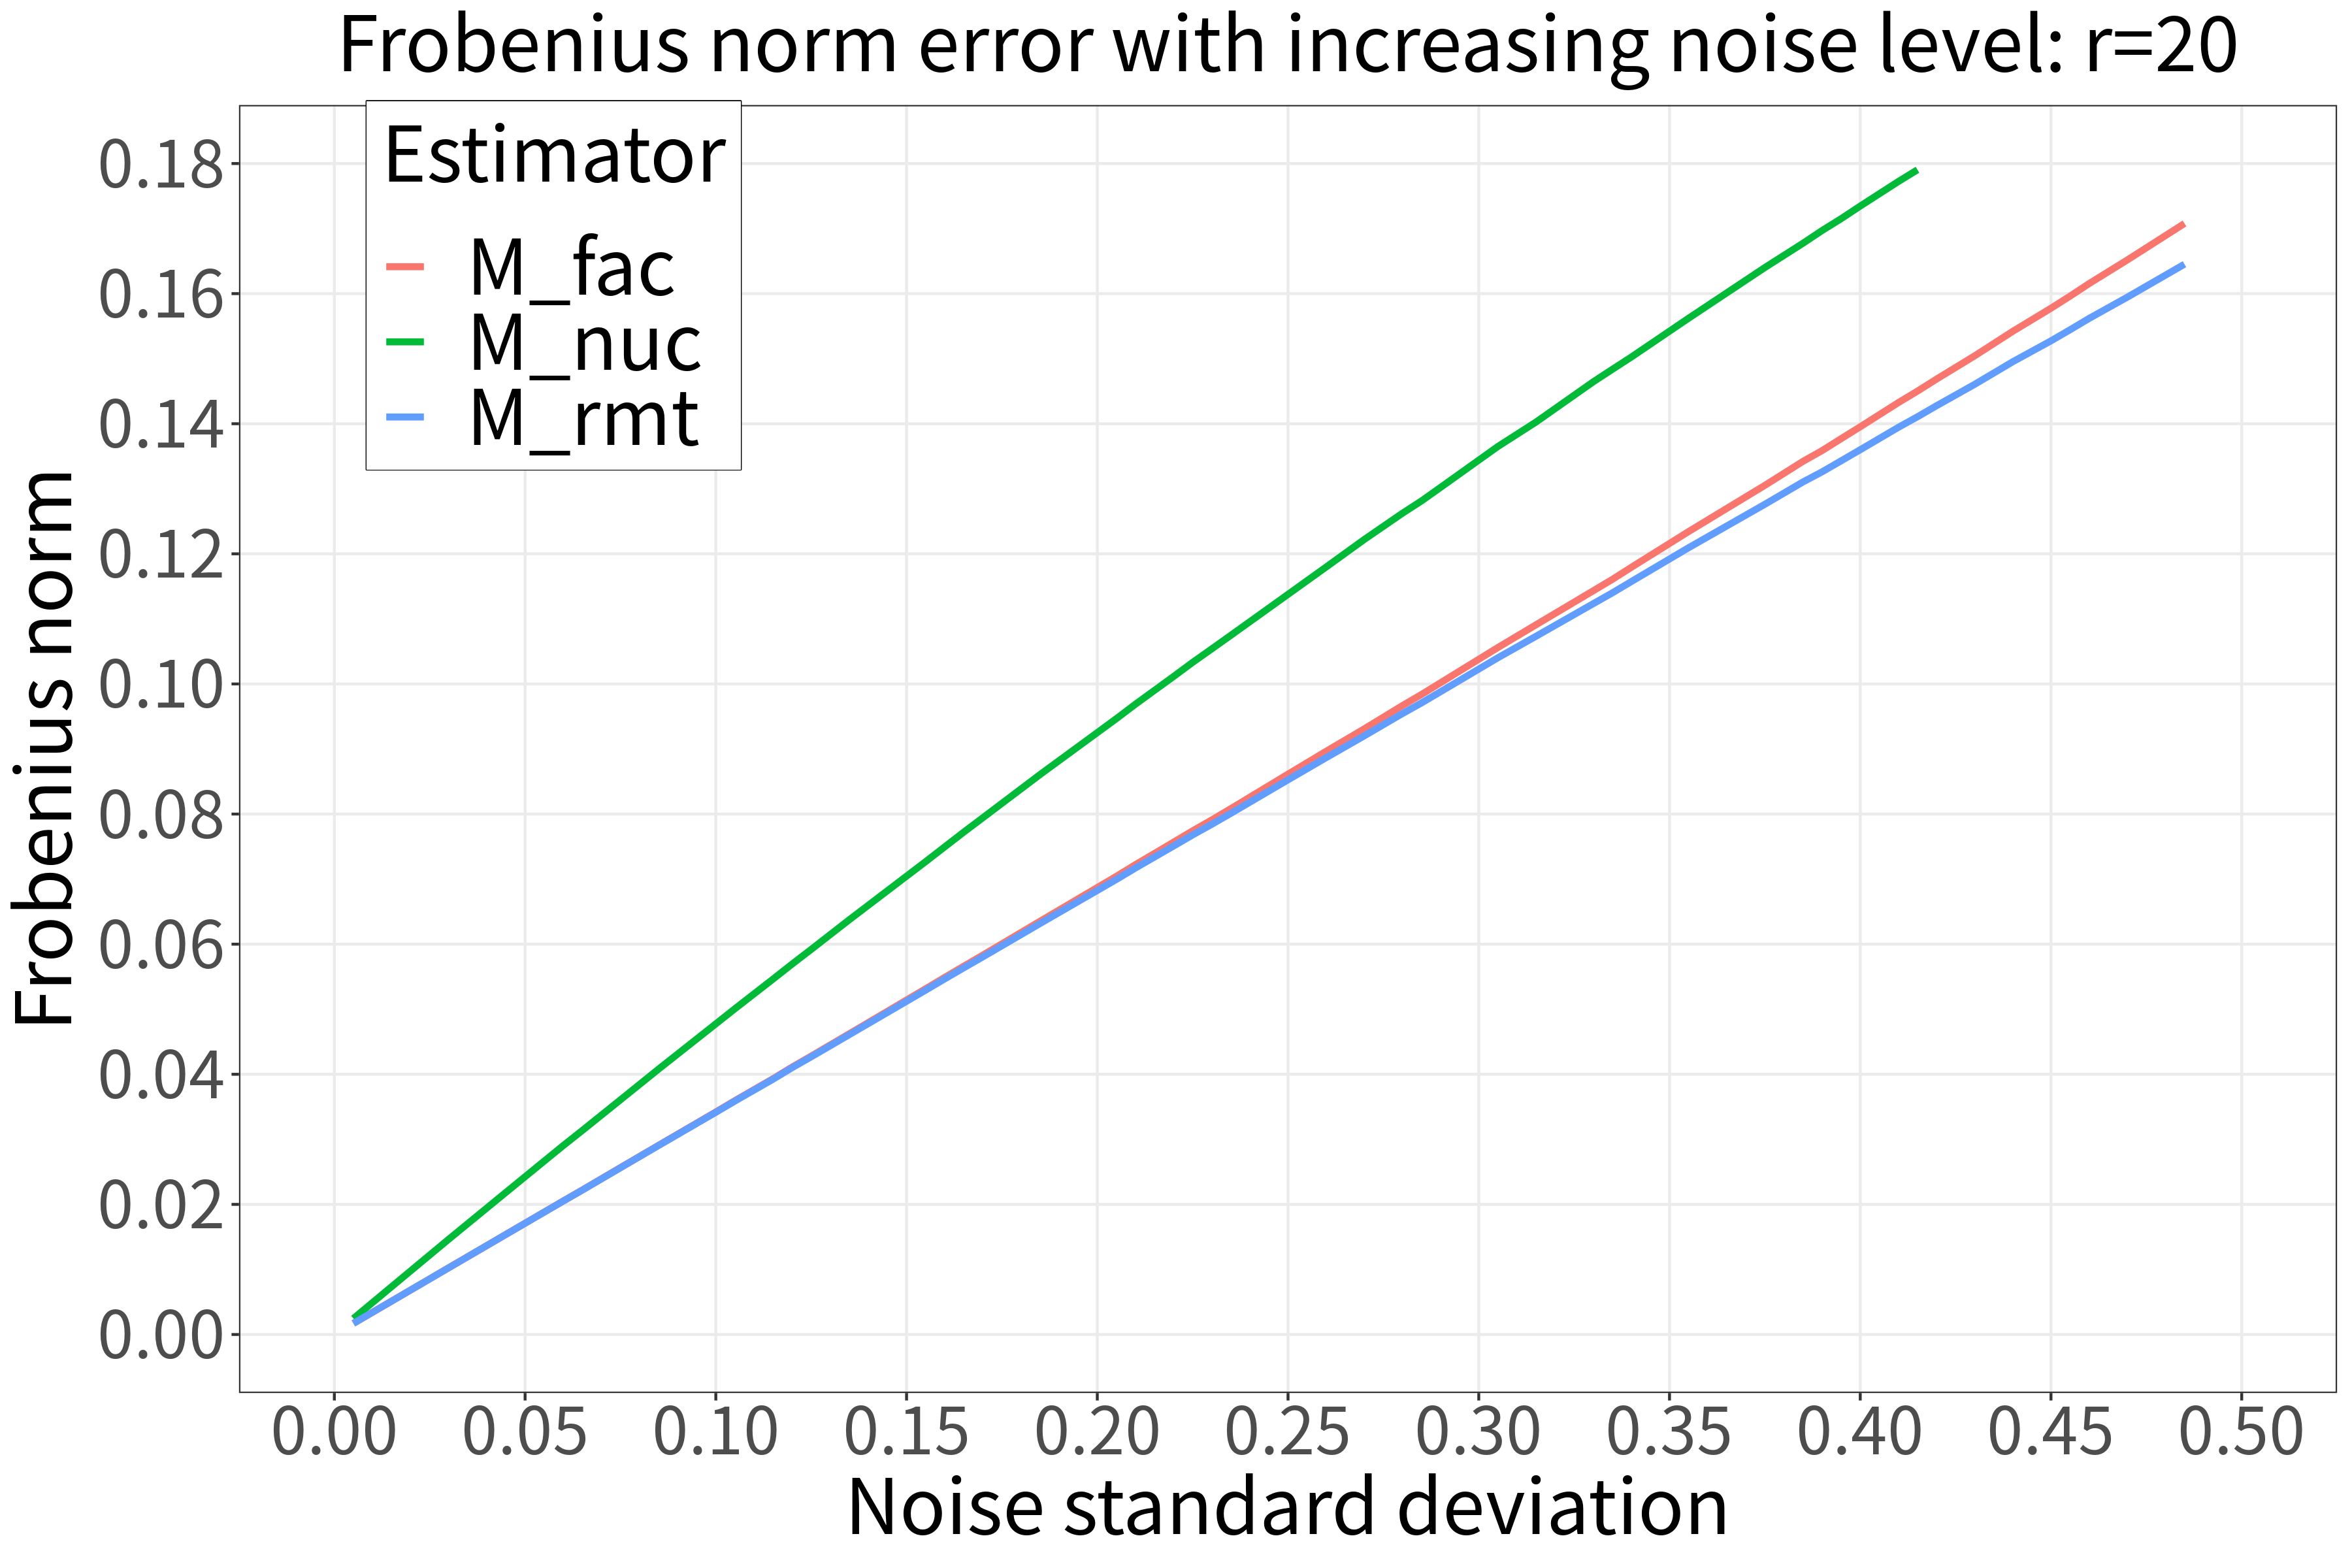 Frobenius norm error with increasing noise level: r=20
Estimator
M_fac
M_nuc
M_rmt
Frobenius norm
0.18
0.16
0.14
0.12
0.10
0.08
0.06
0.04
0.02
0.00
0.00 0.05 0.10 0.15 0.20 0.25 0.30 0.35 0.40 0.45 0.50
Noise standard deviation